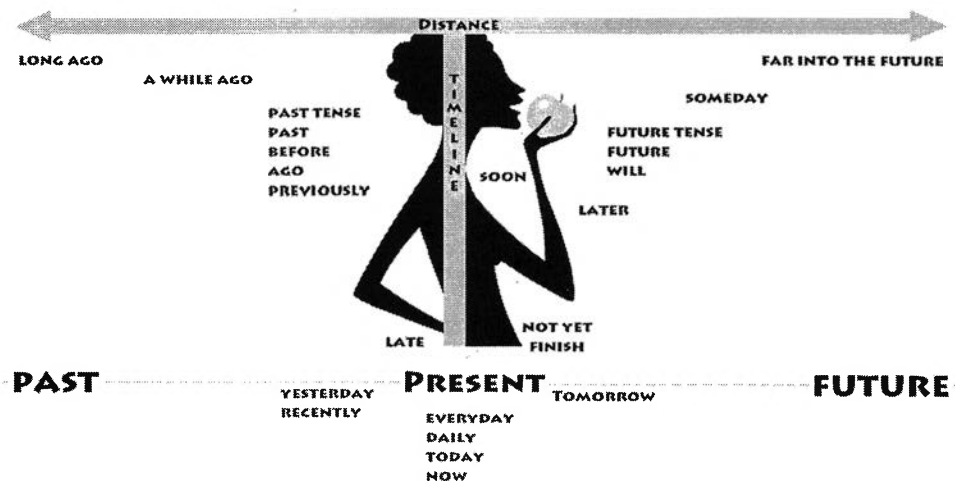 DISTANCE
LONG AGO
FAR INTO THE FUTURE
A WHILE AGO
SOMEDAY
TIMELINE
PAST TENSE
PAST
BEFORE
AGO
PREVIOUSLY
FUTURE TENSE
FUTURE
WILL
SOON
LATER
LATE
NOT YET
FINISH
PAST
PRESENT
FUTURE
YESTERDAY
RECENTLY
TOMORROW
EVERYDAY
DAILY
TODAY
NOW